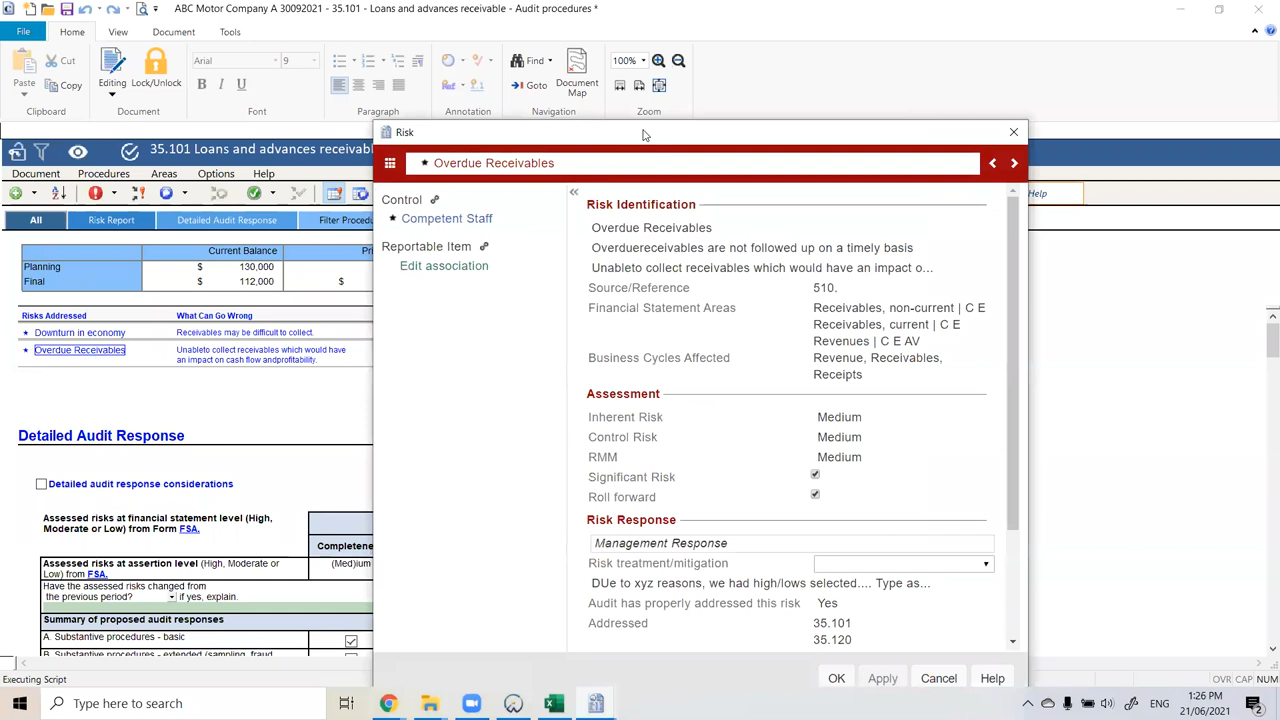 ABC Motor Company A 30092021 - 35.101 - Loans and advances receivable - Audit procedures *
File Home View Document Tools
Paste Cut Copy Editing Lock/Unlock Arial 9 B I U Find Goto Document Map 100%
Clipboard Document Font Paragraph Annotation Navigation Zoom
35.101 Loans and advances receivab
Document Procedures Areas Options Help
All Risk Report Detailed Audit Response Filter Procedu
Current Balance Pri
Planning $ 130,000
Final $ 112,000 $
Risks Addressed What Can Go Wrong
Downturn in economy Receivables may be difficult to collect.
Overdue Receivables Unableto collect receivables which would have
an impact on cash flow andprofitability.
Detailed Audit Response
Detailed audit response considerations
Assessed risks at financial statement level (High,
Moderate or Low) from Form FSA.
Completene
Assessed risks at assertion level (High, Moderate or
Low) from FSA.
(Med)ium
Have the assessed risks changed from
the previous period? if yes, explain.
Summary of proposed audit responses
A. Substantive procedures - basic
B. Substantive procedures - extended (sampling, fraud
Risk
Overdue Receivables
Control
Competent Staff
Reportable Item
Edit association
Risk Identification
Overdue Receivables
Overduereceivables are not followed up on a timely basis
Unableto collect receivables which would have an impact o...
Source/Reference 510.
Financial Statement Areas Receivables, non-current | C E
Receivables, current | C E
Revenues | C E AV
Business Cycles Affected Revenue, Receivables,
Receipts
Assessment
Inherent Risk Medium
Control Risk Medium
RMM Medium
Significant Risk
Roll forward
Risk Response
Management Response
Risk treatment/mitigation
DUe to xyz reasons, we had high/lows selected.... Type as...
Audit has properly addressed this risk Yes
Addressed 35.101
35.120
OK Apply Cancel Help
Executing Script OVR CAP NUM
Type here to search ENG 1:26 PM
21/06/2021 2